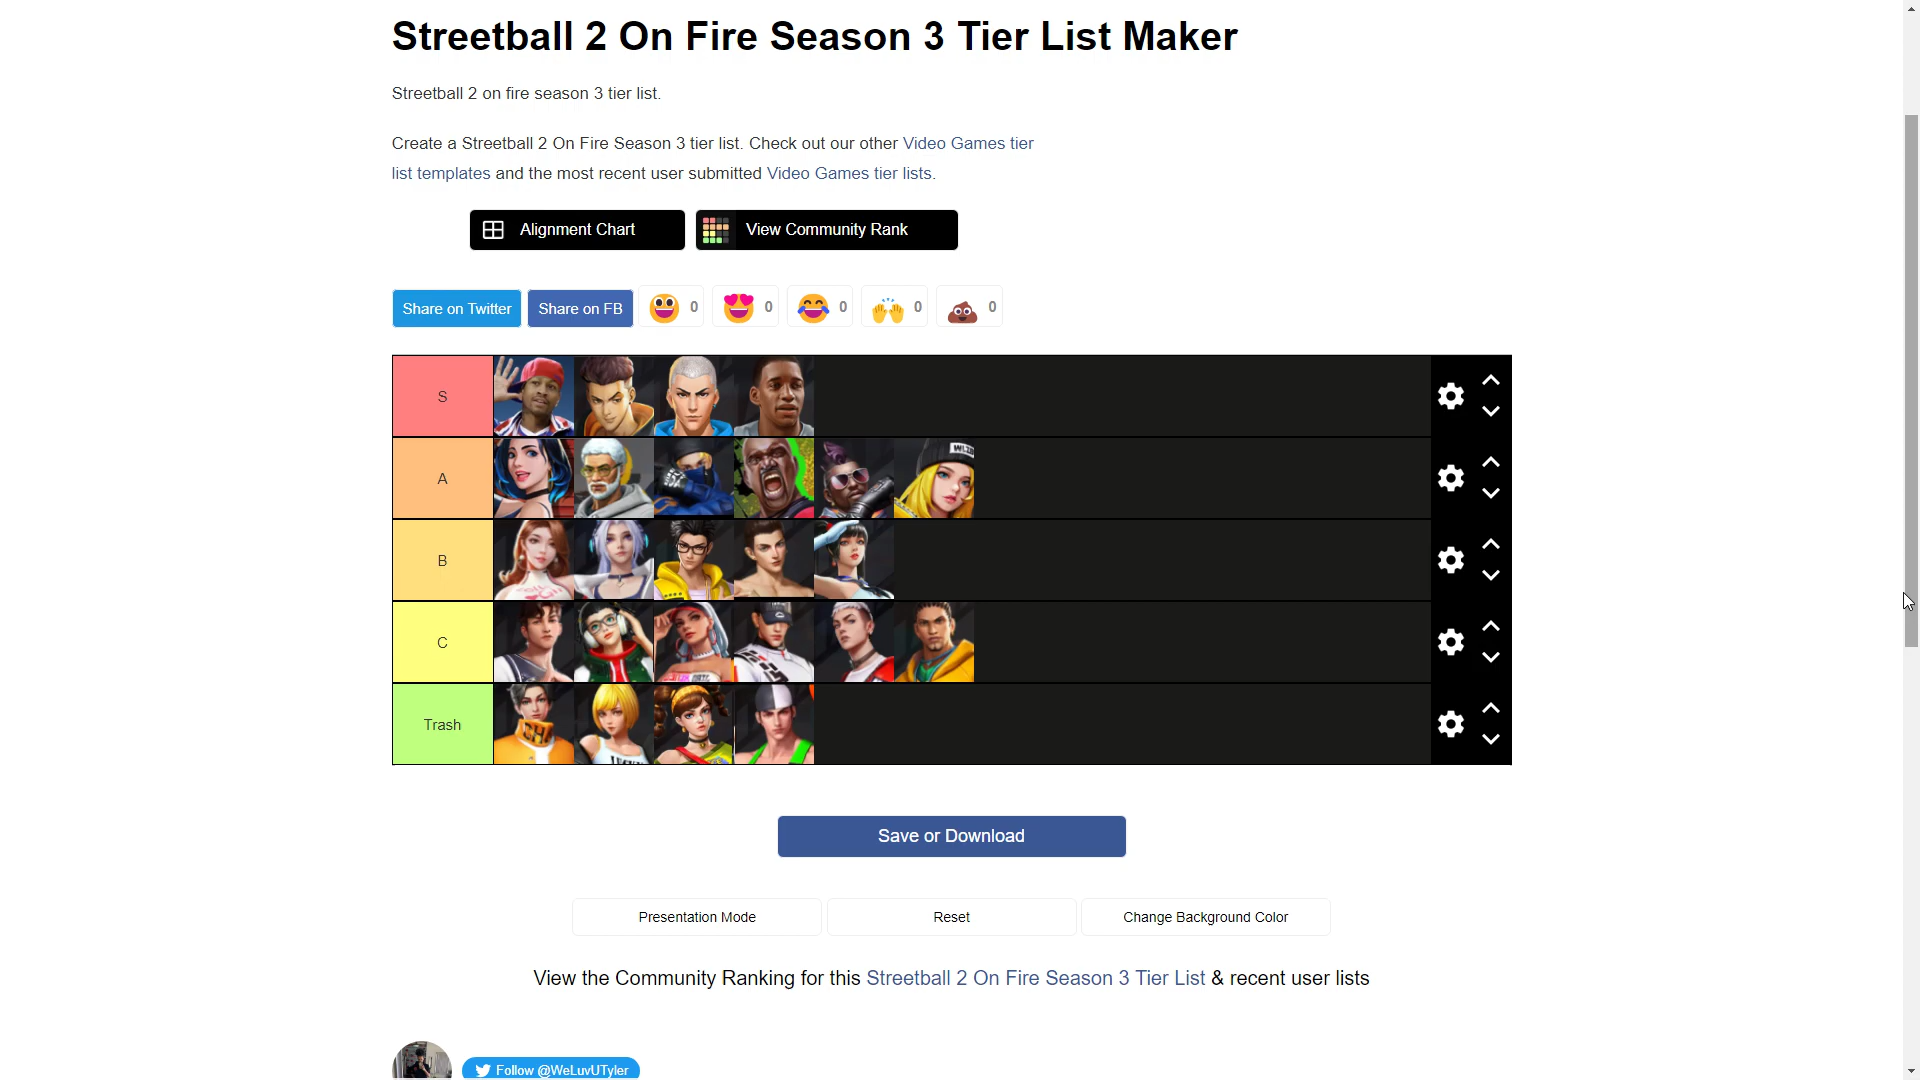 Streetball 2 On Fire Season 3 Tier List Maker
Streetball 2 on fire season 3 tier list.
Create a Streetball 2 On Fire Season 3 tier list. Check out our other Video Games tier
list templates and the most recent user submitted Video Games tier lists.
Alignment Chart
View Community Rank
Share on Twitter
Share on FB
0
0
0
0
0
S
A
B
C
Trash
Save or Download
Presentation Mode
Reset
Change Background Color
View the Community Ranking for this Streetball 2 On Fire Season 3 Tier List & recent user lists
Follow @WeLuvUTyler